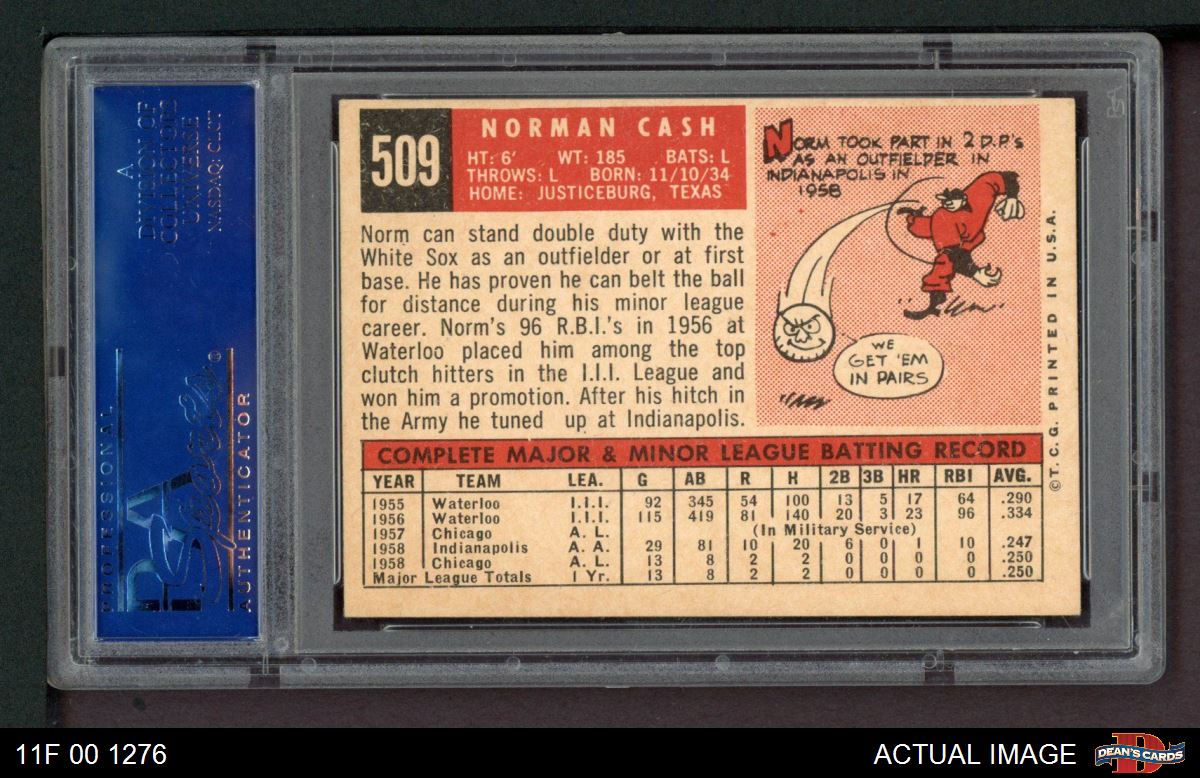 A
DIVISION OF
COLLECTORS
UNIVERSE
NASDAQ: CLCT
PROFESSIONAL
PSA
Sports
AUTHENTICATOR
509
NORMAN CASH
HT: 6' WT: 185 BATS: L
THROWS: L BORN: 11/10/34
HOME: JUSTICEBURG, TEXAS
Norm can stand double duty with the
White Sox as an outfielder or at first
base. He has proven he can belt the ball
for distance during his minor league
career. Norm's 96 R.B.I.'s in 1956 at
Waterloo placed him among the top
clutch hitters in the I.I.I. League and
won him a promotion. After his hitch in
the Army he tuned up at Indianapolis.
NORM TOOK PART IN 2 D.P.'s
AS AN OUTFIELDER IN
INDIANAPOLIS IN
1958
WE
GET 'EM
IN PAIRS
© T. C. G. PRINTED IN U.S.A.
COMPLETE MAJOR & MINOR LEAGUE BATTING RECORD
YEAR TEAM LEA. G AB R H 2B 3B HR RBI AVG.
1955 Waterloo I.I.I. 92 345 54 100 13 5 17 64 .290
1956 Waterloo I.I.I. 115 419 81 140 20 3 23 96 .334
1957 Chicago A. L. (In Military Service)
1958 Indianapolis A. A. 29 81 10 20 6 0 1 10 .247
1958 Chicago A. L. 13 8 2 2 0 0 0 0 .250
Major League Totals 1 Yr. 13 8 2 2 0 0 0 0 .250
11F 00 1276
ACTUAL IMAGE
DEAN'S CARDS